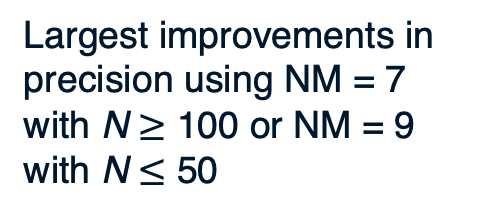 Largest improvements in
precision using NM = 7
with N ≥ 100 or NM = 9
with N ≤ 50